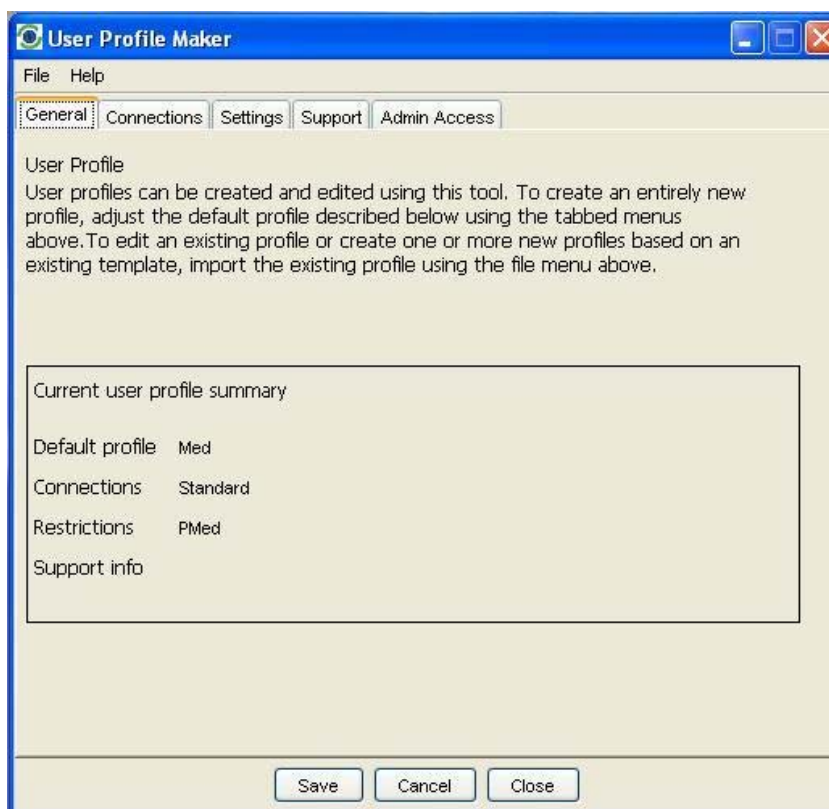 User Profile Maker
File Help
General Connections Settings Support Admin Access
User Profile
User profiles can be created and edited using this tool. To create an entirely new
profile, adjust the default profile described below using the tabbed menus
above.To edit an existing profile or create one or more new profiles based on an
existing template, import the existing profile using the file menu above.
Current user profile summary
Default profile Med
Connections Standard
Restrictions PMed
Support info
Save Cancel Close